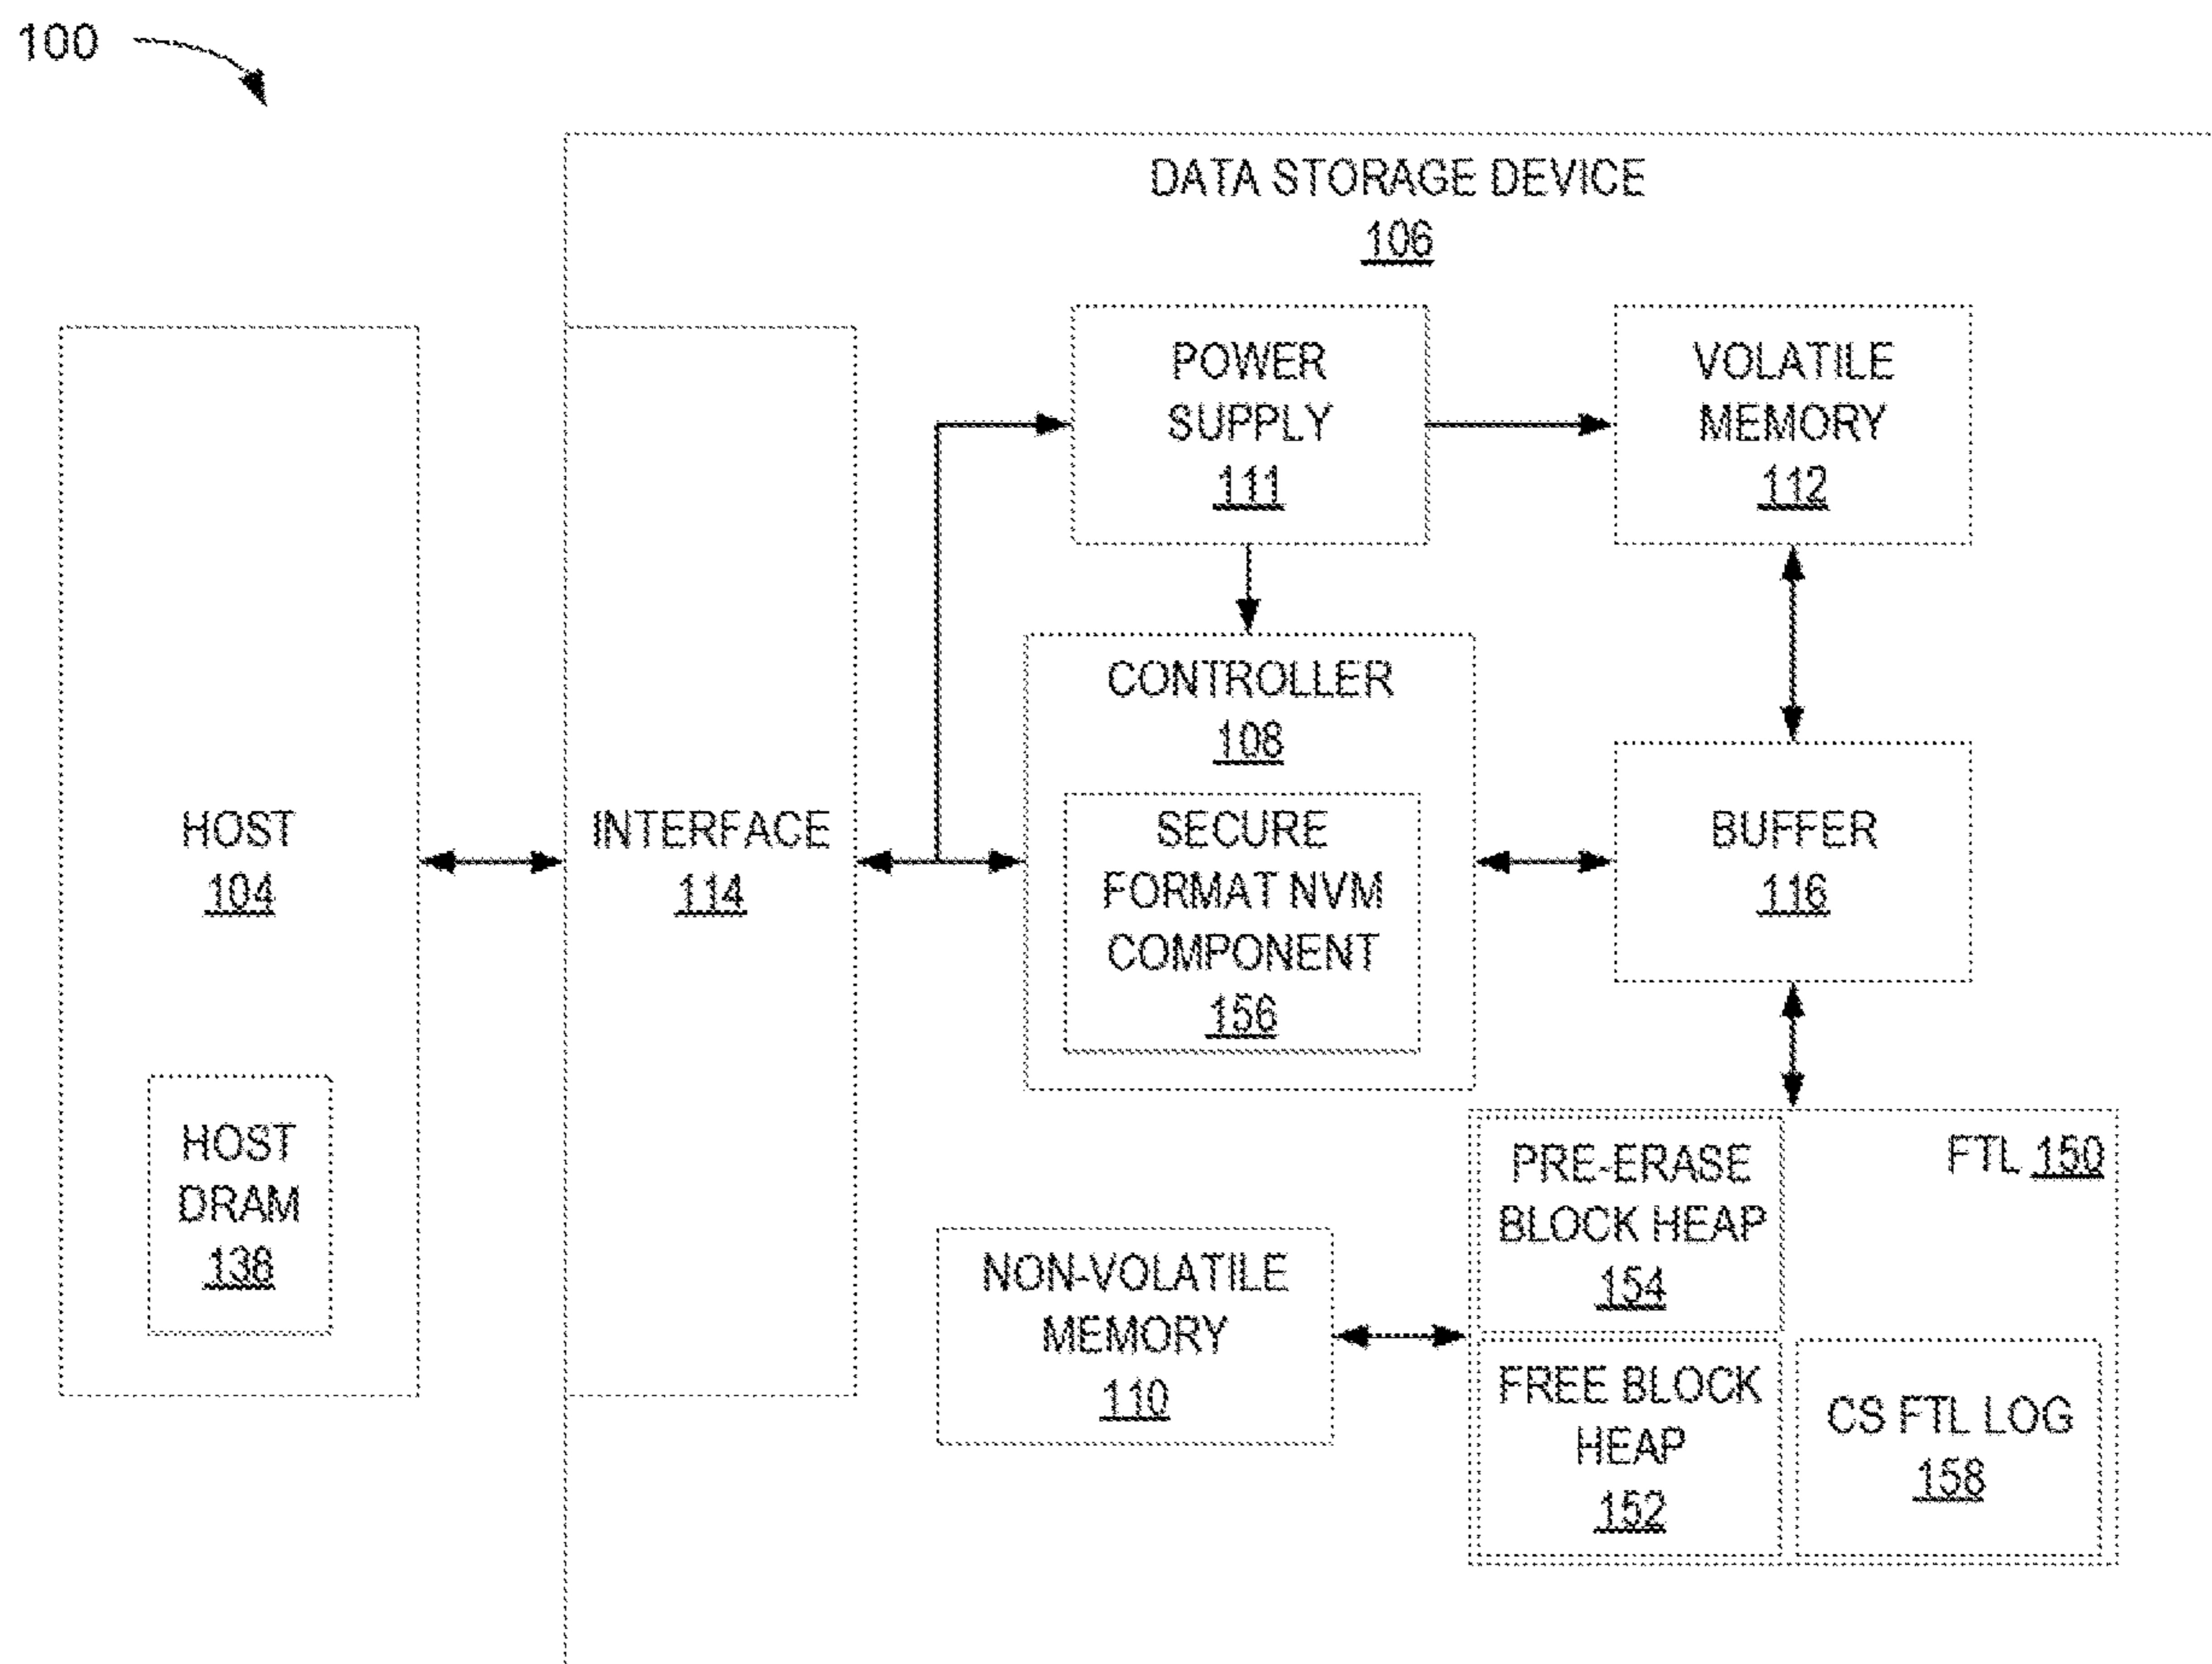 100
DATA STORAGE DEVICE
106
POWER
SUPPLY
111
VOLATILE
MEMORY
112
CONTROLLER
108
SECURE
FORMAT NVM
COMPONENT
156
HOST
104
INTERFACE
114
BUFFER
116
HOST
DRAM
138
PRE-ERASE
BLOCK HEAP
154
FTL 150
NON-VOLATILE
MEMORY
110
FREE BLOCK
HEAP
152
CS FTL LOG
158